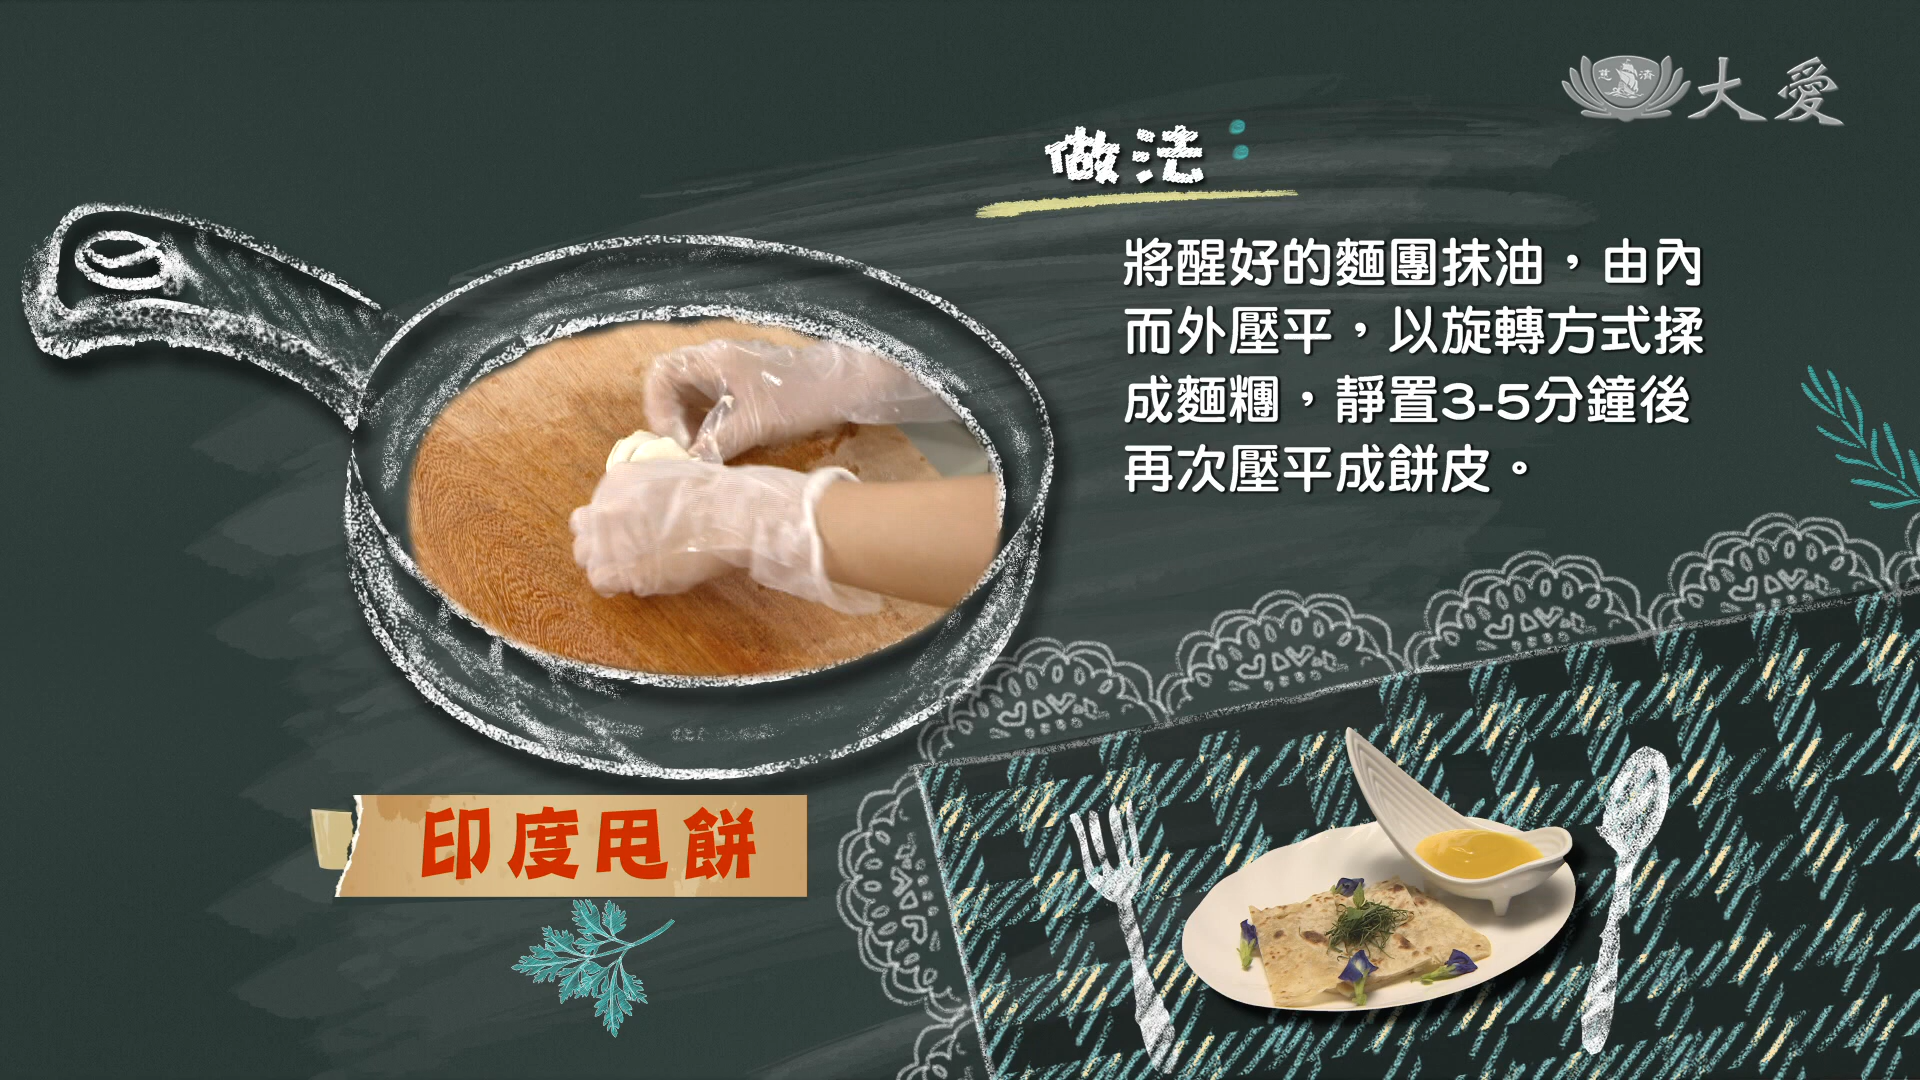 慈濟
大愛
做法：
將醒好的麵團抹油，由內
而外壓平，以旋轉方式揉
成麵糰，靜置3-5分鐘後
再次壓平成餅皮。
印度甩餅